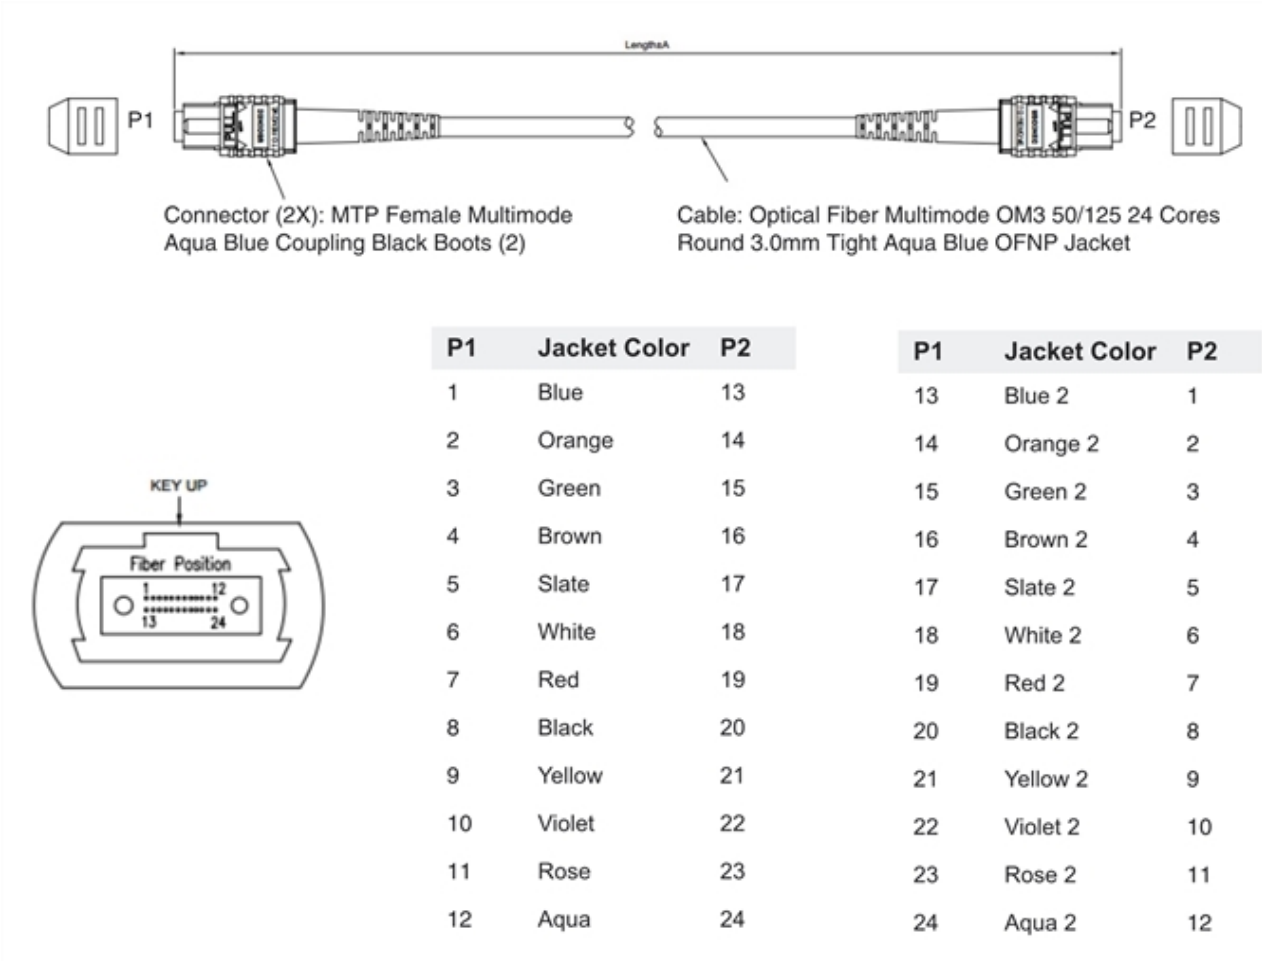 Length±A
P1
P2
PULL
PULL
Connector (2X): MTP Female Multimode
Aqua Blue Coupling Black Boots (2)
Cable: Optical Fiber Multimode OM3 50/125 24 Cores
Round 3.0mm Tight Aqua Blue OFNP Jacket
KEY UP
Fiber Position
1 12
13 24
P1 Jacket Color P2
1 Blue 13
2 Orange 14
3 Green 15
4 Brown 16
5 Slate 17
6 White 18
7 Red 19
8 Black 20
9 Yellow 21
10 Violet 22
11 Rose 23
12 Aqua 24
P1 Jacket Color P2
13 Blue 2 1
14 Orange 2 2
15 Green 2 3
16 Brown 2 4
17 Slate 2 5
18 White 2 6
19 Red 2 7
20 Black 2 8
21 Yellow 2 9
22 Violet 2 10
23 Rose 2 11
24 Aqua 2 12